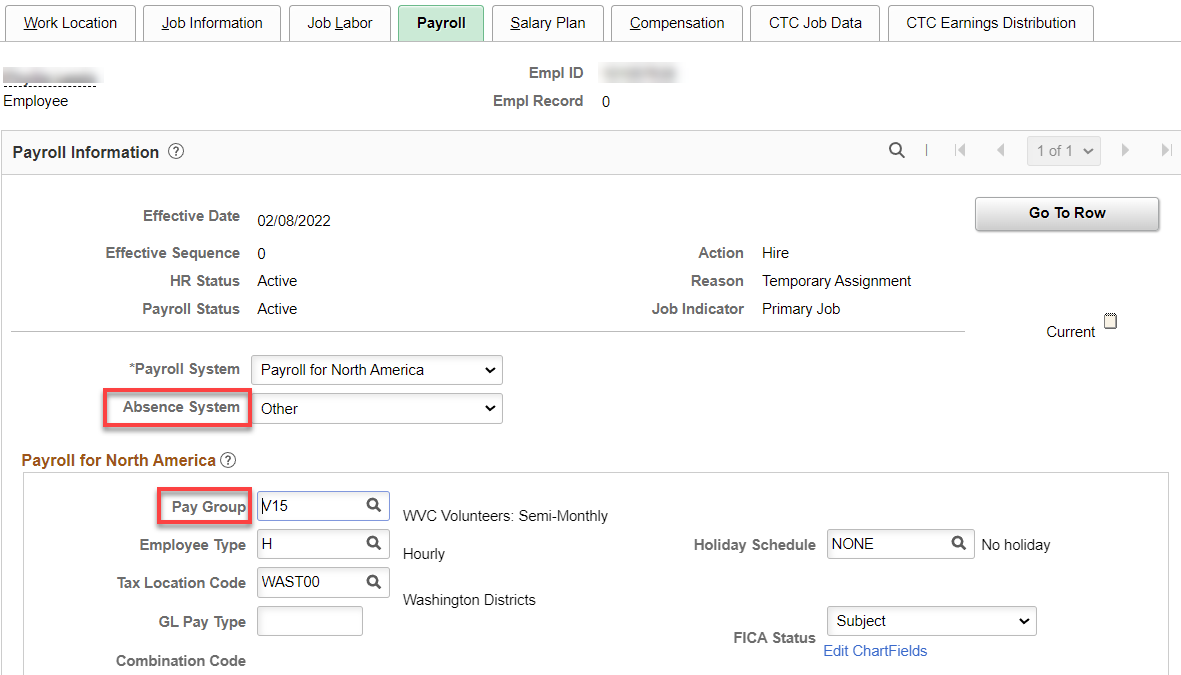 Work Location Job Information Job Labor Payroll Salary Plan Compensation CTC Job Data CTC Earnings Distribution
Empl ID
Employee Empl Record 0
Payroll Information 1 of 1
Effective Date 02/08/2022 Go To Row
Effective Sequence 0 Action Hire
HR Status Active Reason Temporary Assignment
Payroll Status Active Job Indicator Primary Job
Current
*Payroll System Payroll for North America
Absence System Other
Payroll for North America
Pay Group V15 WVC Volunteers: Semi-Monthly
Employee Type H Hourly Holiday Schedule NONE No holiday
Tax Location Code WAST00 Washington Districts
GL Pay Type FICA Status Subject
Edit ChartFields
Combination Code